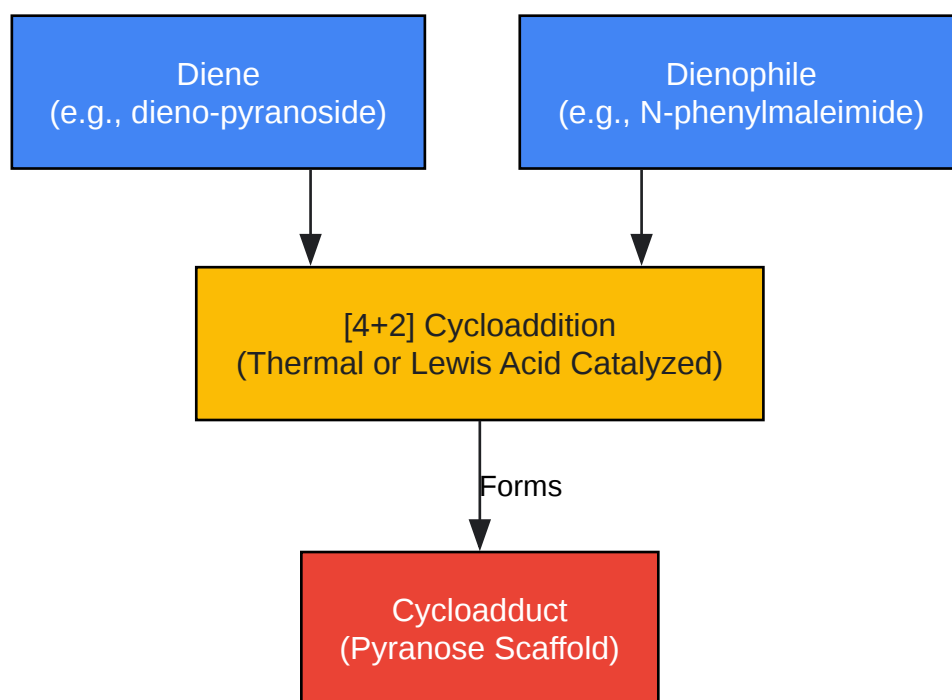 Diene
(e.g., dieno-pyranoside)
Dienophile
(e.g., N-phenylmaleimide)
[4+2] Cycloaddition
(Thermal or Lewis Acid Catalyzed)
Forms
Cycloadduct
(Pyranose Scaffold)